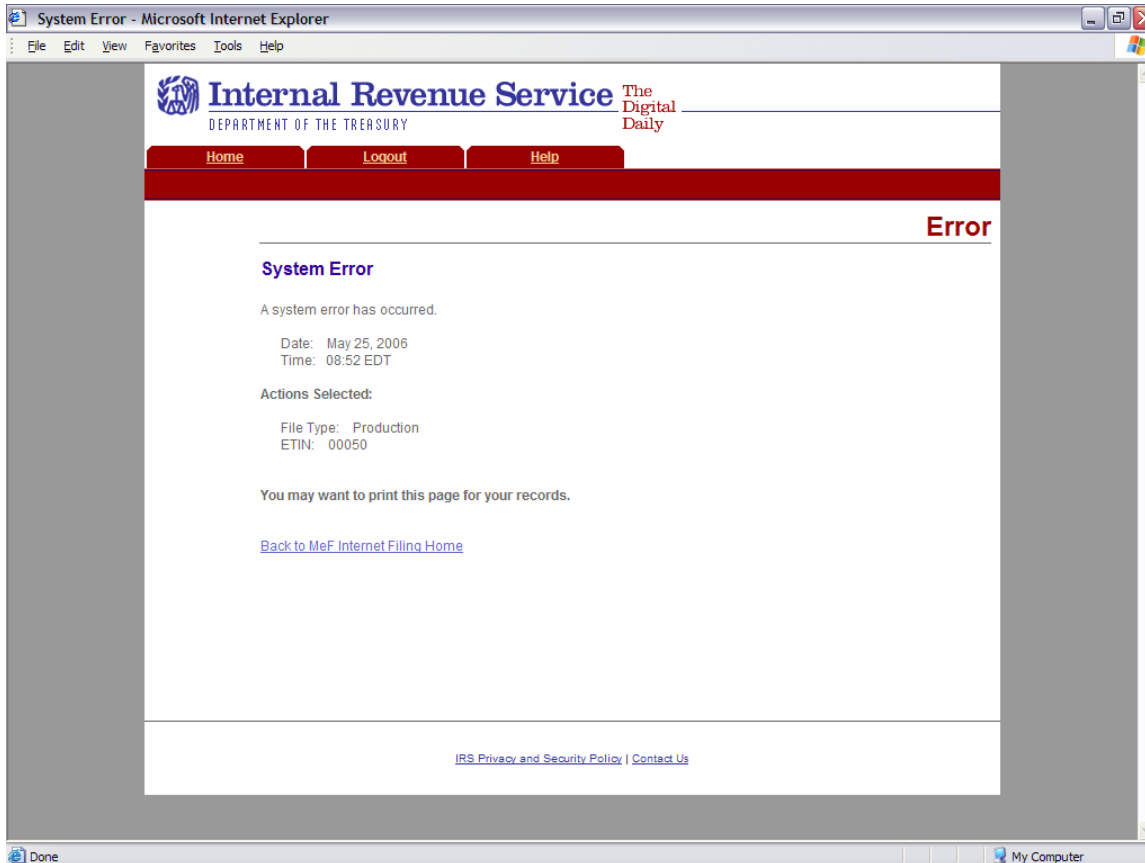 System Error - Microsoft Internet Explorer
File Edit View Favorites Tools Help
Internal Revenue Service
DEPARTMENT OF THE TREASURY
The
Digital
Daily
Home Logout Help
Error
System Error
A system error has occurred.
Date: May 25, 2006
Time: 08:52 EDT
Actions Selected:
File Type: Production
ETIN: 00050
You may want to print this page for your records.
Back to MeF Internet Filing Home
IRS Privacy and Security Policy | Contact Us
Done My Computer